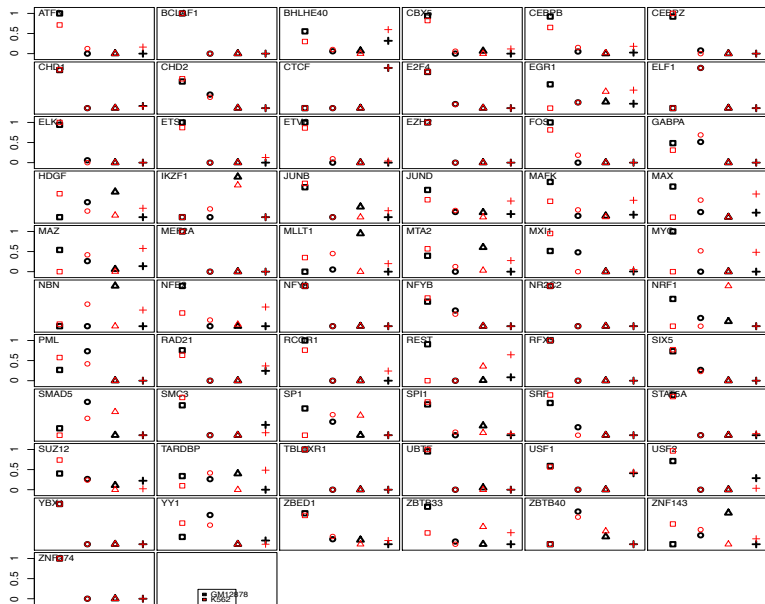 1
0.5
0
BCLAF1 BHLHE40 CBX5 CEBPB CEBPZ
CHD1 CHD2 CTCF E2F4 EGR1 ELF1
1
0.5
0
ELK1 ETS1 EZH2 FOS GABPA
HDGF IKZF1 JUNB JUND MAFK MAX
1
0.5
0
MAZ MEF2A MLLT1 MTA2 MXI1 MYC
NBN NFE2 NFYA NFYB NR2C2 NRF1
1
0.5
0
PML RAD21 RCOR1 REST RFX5 SIX5
SMAD5 SMC3 SP1 SPI1 SRF STAT5A
1
0.5
0
SUZ12 TARDBP TBL1XR1 UBTF USF1 USF2
YBX1 YY1 ZBED1 ZBTB33 ZBTB40 ZNF143
1
0.5
0
GM12878
K562